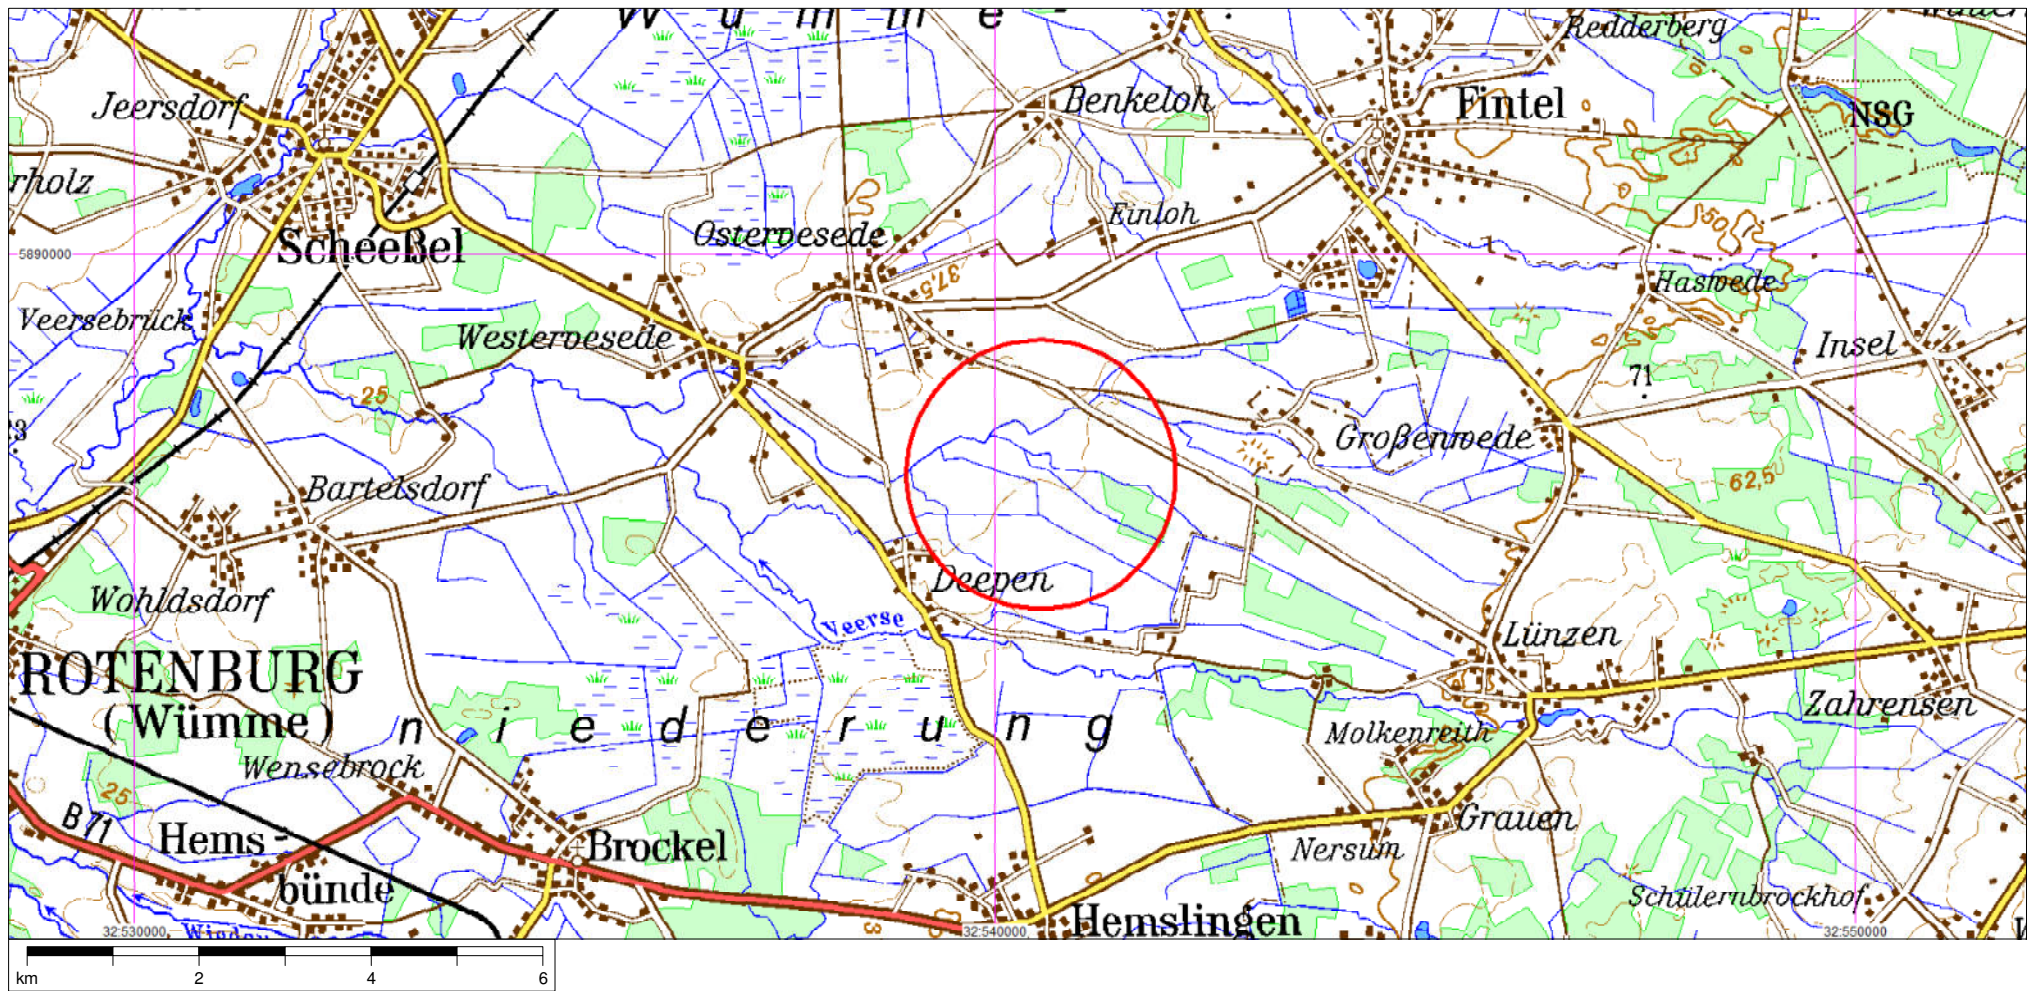 W ü m m e -
Redderberg
Jeersdorf
Benkeloh
Fintel
NSG
rholz
Einloh
Ostervesede
50
Scheeßel
5890000
37,5
Haswede
Veersebrück
Westervesede
Insel
71
25
Großenwede
Bartelsdorf
62,5
Deepen
Wohldsdorf
Veerse
Lünzen
ROTENBURG
(Wümme)
n i e d e r u n g
Zahrensen
Molkenreith
Wensebrock
25
B 71
Hems-
bünde
Brockel
Grauen
Nersum
Schülernbrockhof
Hemslingen
32:530000
32:540000
32:550000
km 2 4 6